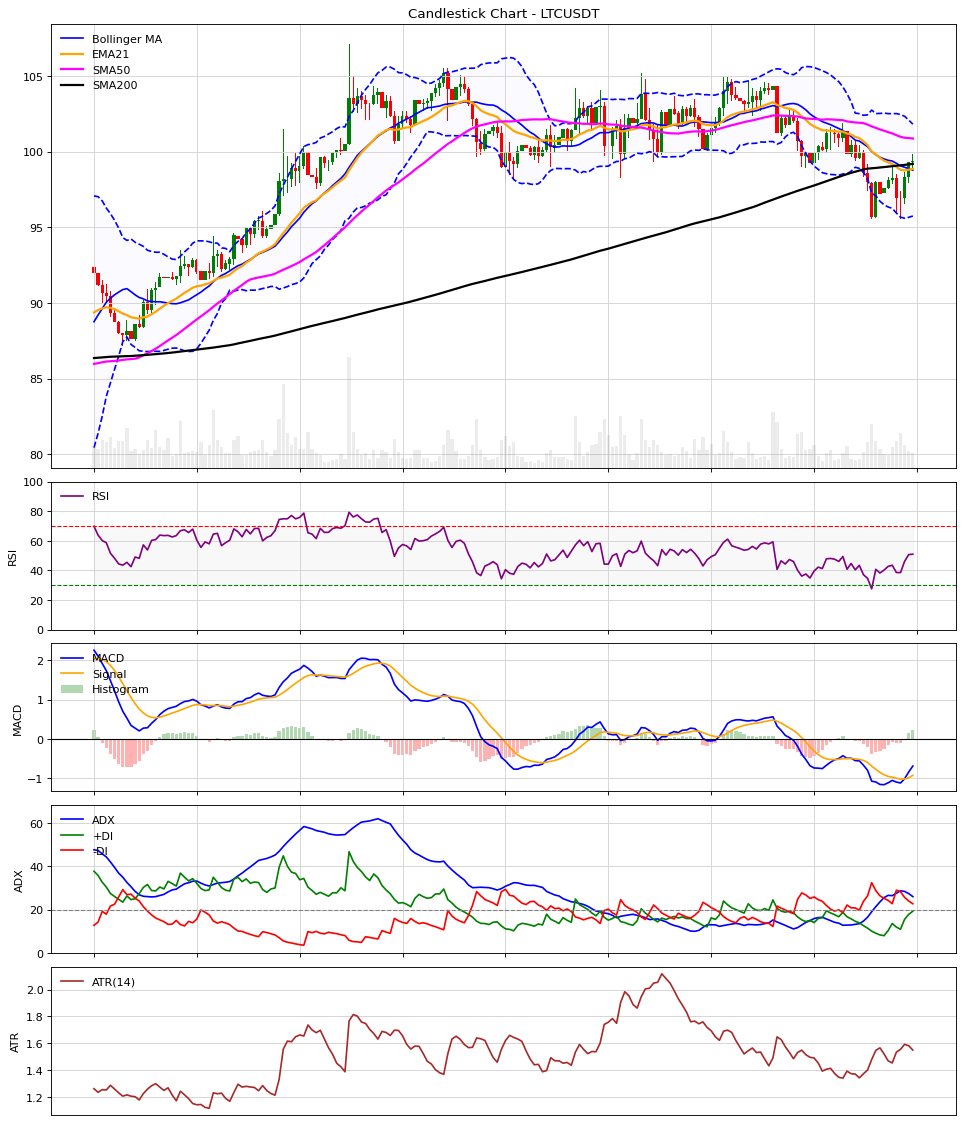 Candlestick Chart - LTCUSDT
Bollinger MA
EMA21
SMA50
SMA200
105
100
95
90
85
80
RSI
100
80
60
40
20
0
RSI
MACD
Signal
Histogram
2
1
0
−1
MACD
ADX
+DI
-DI
60
40
20
0
ADX
ATR(14)
2.0
1.8
1.6
1.4
1.2
ATR